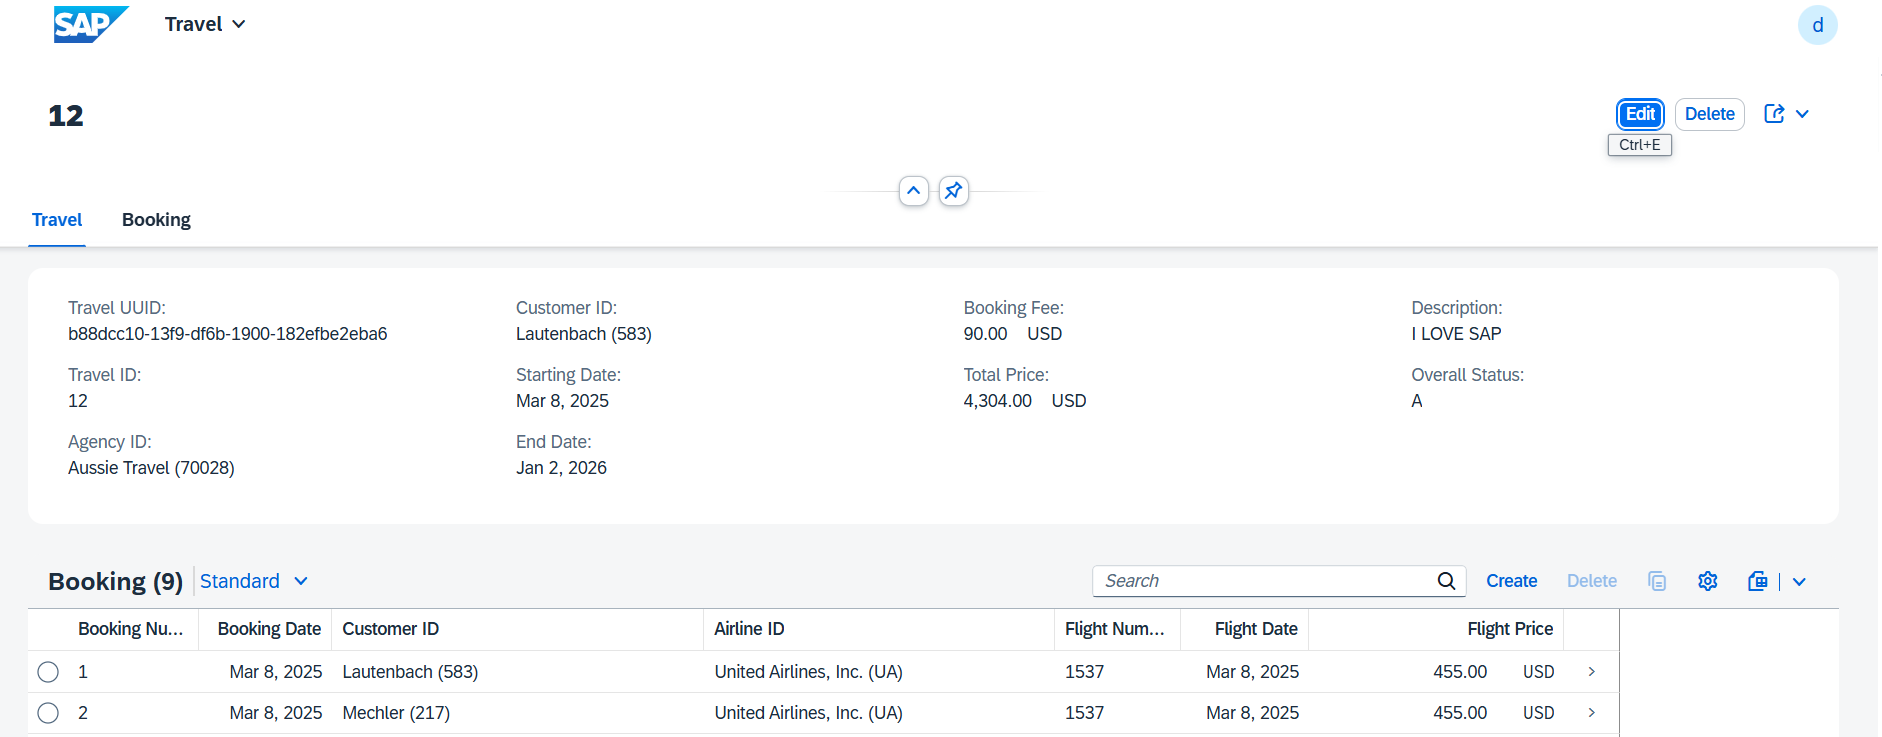 SAP Travel d
12 Edit Delete
Ctrl+E
Travel Booking
Travel UUID: Customer ID: Booking Fee: Description:
b88dcc10-13f9-df6b-1900-182efbe2eba6 Lautenbach (583) 90.00 USD I LOVE SAP
Travel ID: Starting Date: Total Price: Overall Status:
12 Mar 8, 2025 4,304.00 USD A
Agency ID: End Date:
Aussie Travel (70028) Jan 2, 2026
Booking (9) Standard Search Create Delete
Booking Nu... Booking Date Customer ID Airline ID Flight Num... Flight Date Flight Price
1 Mar 8, 2025 Lautenbach (583) United Airlines, Inc. (UA) 1537 Mar 8, 2025 455.00 USD
2 Mar 8, 2025 Mechler (217) United Airlines, Inc. (UA) 1537 Mar 8, 2025 455.00 USD